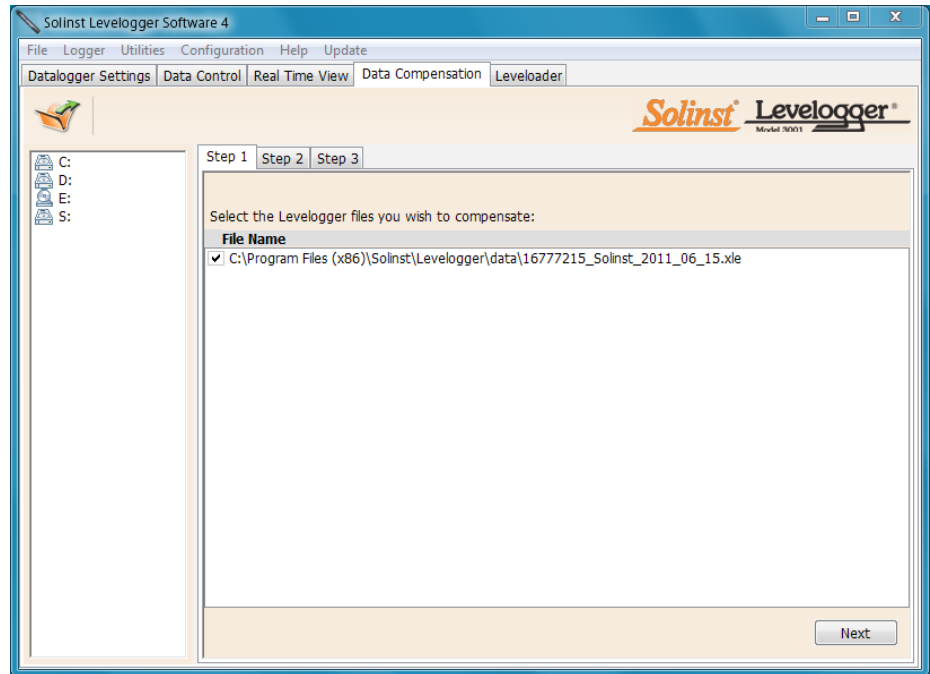 Solinst Levelogger Software 4
File Logger Utilities Configuration Help Update
Datalogger Settings Data Control Real Time View Data Compensation Leveloader
Solinst® Levelogger®
Model 3001
C:
D:
E:
S:
Step 1 Step 2 Step 3
Select the Levelogger files you wish to compensate:
File Name
C:\Program Files (x86)\Solinst\Levelogger\data\16777215_Solinst_2011_06_15.xle
Next